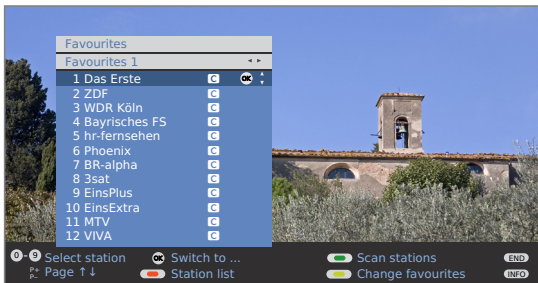 Favourites
Favourites 1
1 Das Erste C OK
2 ZDF C
3 WDR Köln C
4 Bayrisches FS C
5 hr-fernsehen C
6 Phoenix C
7 BR-alpha C
8 3sat C
9 EinsPlus C
10 EinsExtra C
11 MTV C
12 VIVA C
0-9 Select station OK Switch to ... Scan stations END
P+ P- Page ↑↓ Station list Change favourites INFO